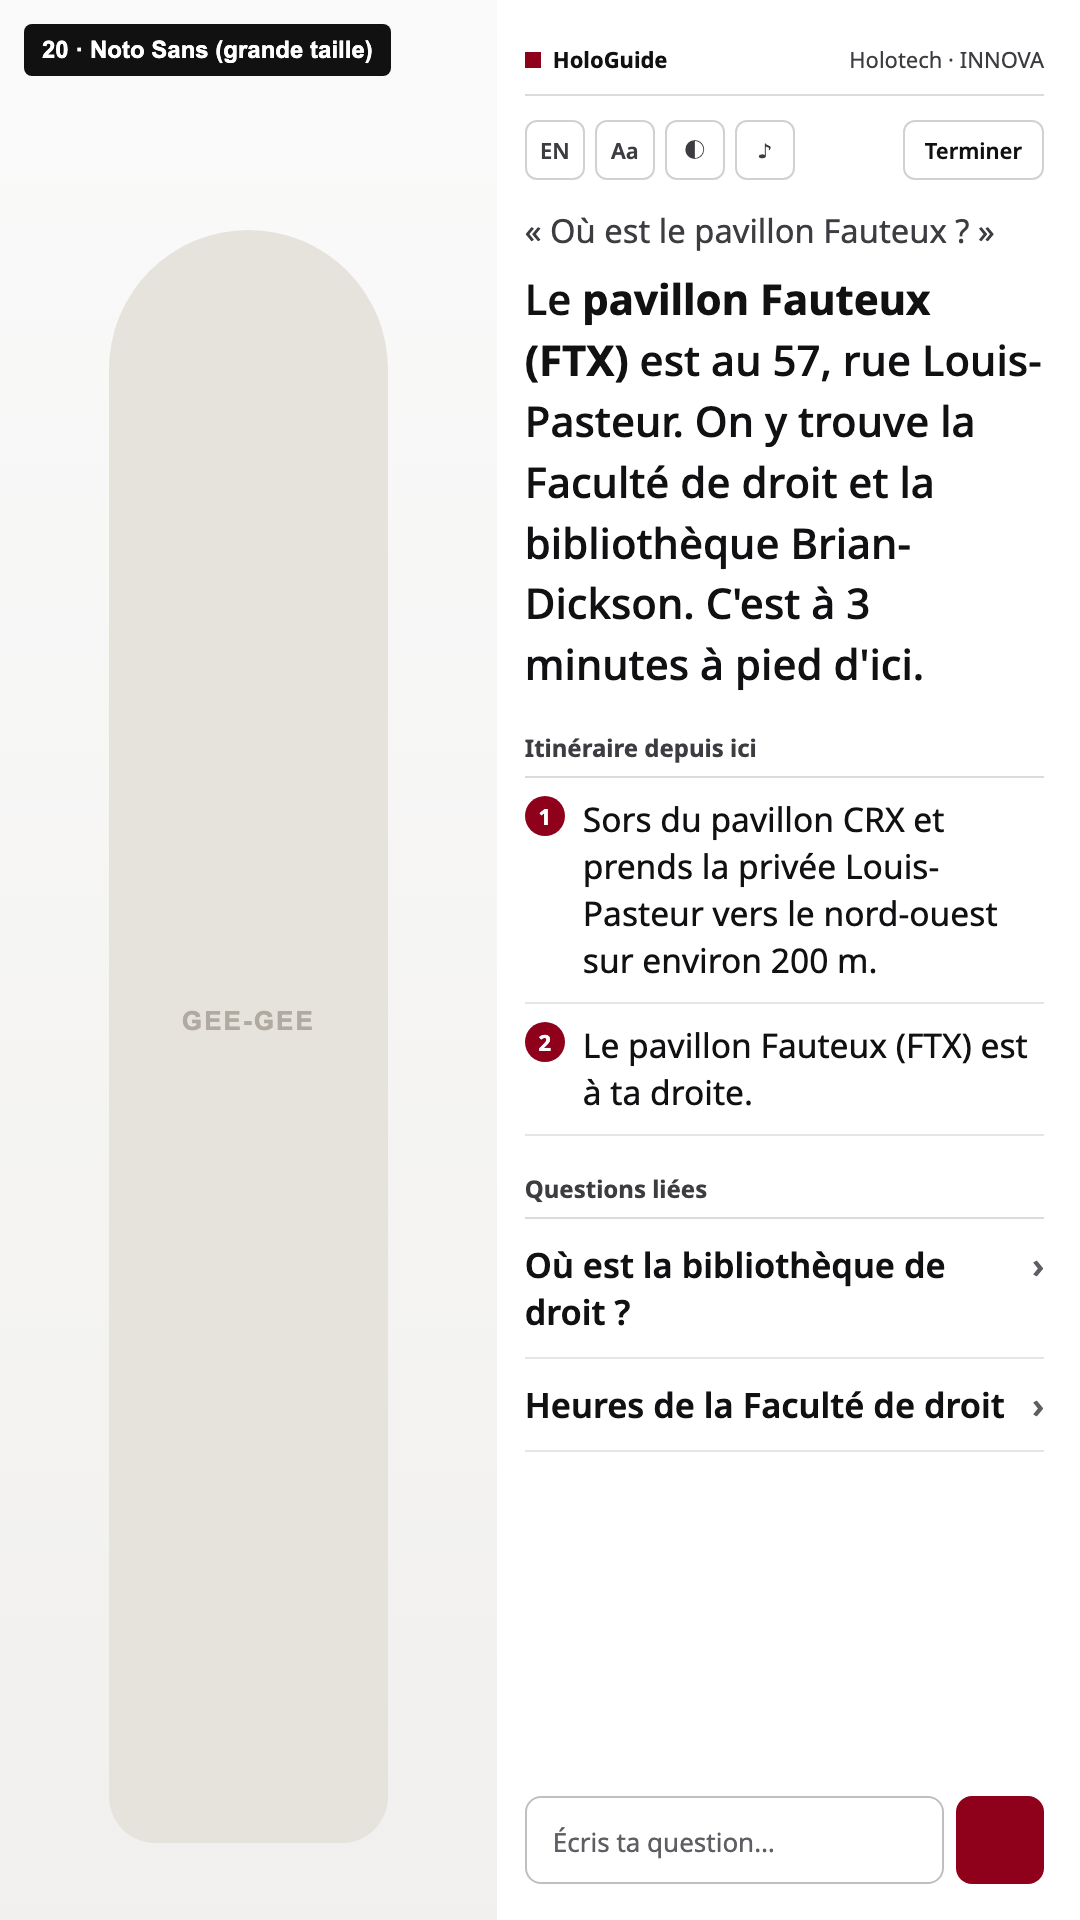 20 · Noto Sans (grande taille)
HoloGuide
Holotech · INNOVA
EN
Aa
Terminer
« Où est le pavillon Fauteux ? »
Le pavillon Fauteux
(FTX) est au 57, rue Louis-
Pasteur. On y trouve la
Faculté de droit et la
bibliothèque Brian-
Dickson. C'est à 3
minutes à pied d'ici.
Itinéraire depuis ici
1
Sors du pavillon CRX et
prends la privée Louis-
Pasteur vers le nord-ouest
sur environ 200 m.
2
Le pavillon Fauteux (FTX) est
à ta droite.
Questions liées
Où est la bibliothèque de
droit ?
›
Heures de la Faculté de droit ›
GEE-GEE
Écris ta question...